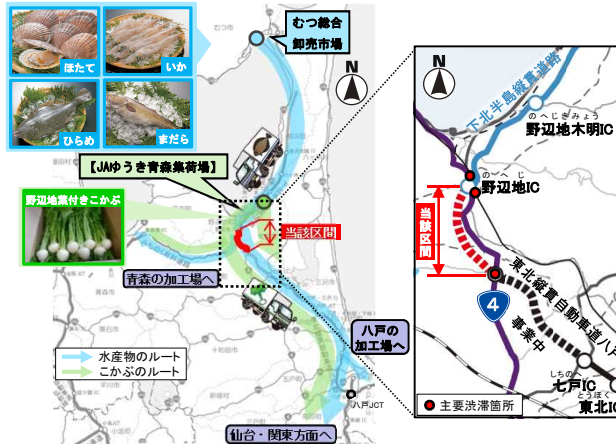 ほたて
いか
ひらめ
まだら
むつ総合
卸売市場
N
【JAゆうき青森集荷場】
野辺地葉付きこかぶ
当該区間
青森の加工場へ
八戸の
加工場へ
水産物のルート
こかぶのルート
八戸JCT
仙台・関東方面へ
N
下北半島縦貫道路
のへじきみょう
野辺地木明IC
のへじ
野辺地IC
当該区間
東北縦貫自動車道八
4
事業中
しちの
七戸IC
とうほく
東北IC
主要渋滞箇所